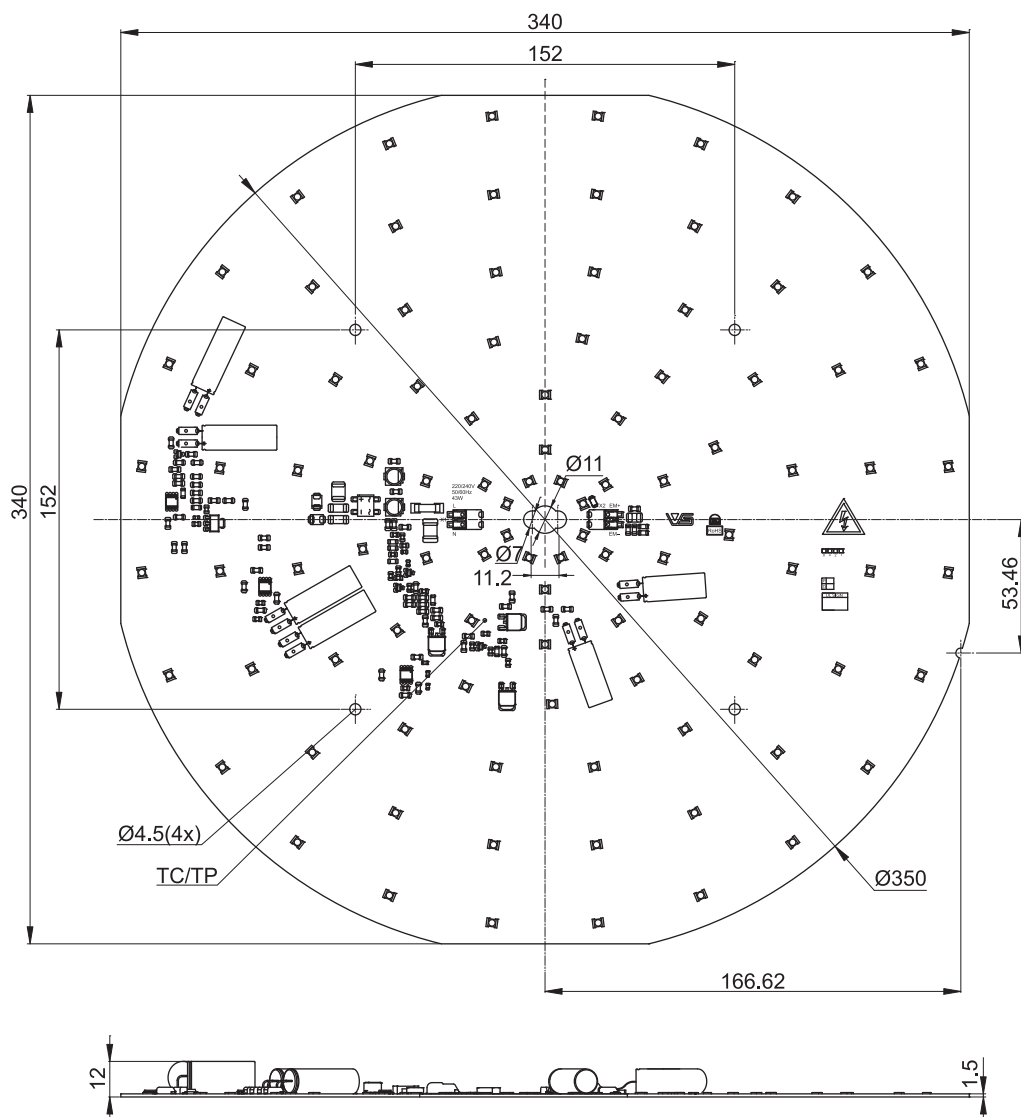 340
152
340
152
Ø11
220/240V
50/60Hz
43W
L
N
EM+
EM-
VS
Ø7
11.2
53.46
Ø4.5(4x)
TC/TP
Ø350
166.62
12
1.5